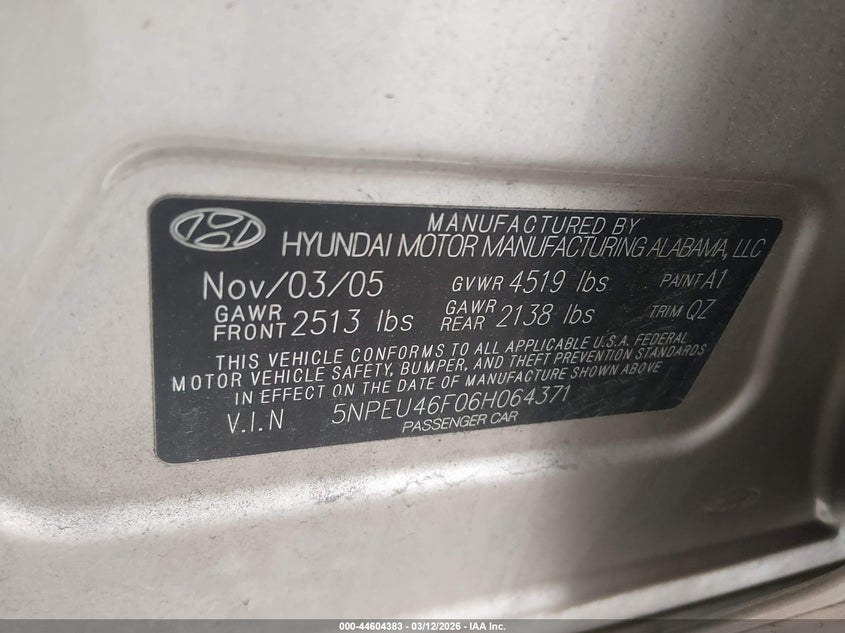 MANUFACTURED BY
HYUNDAI MOTOR MANUFACTURING ALABAMA, LLC
Nov/03/05 GVWR 4519 lbs PAINT A1
GAWR FRONT 2513 lbs GAWR REAR 2138 lbs TRIM QZ
THIS VEHICLE CONFORMS TO ALL APPLICABLE U.S.A. FEDERAL
MOTOR VEHICLE SAFETY, BUMPER, AND THEFT PREVENTION STANDARDS
IN EFFECT ON THE DATE OF MANUFACTURE SHOWN ABOVE
V.I.N 5NPEU46F06H064371
PASSENGER CAR
000-44604383 - 03/12/2026 - IAA Inc.